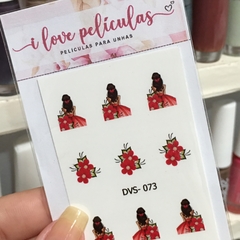 i love películas
PELÍCULAS PARA UNHAS
DVS- 073